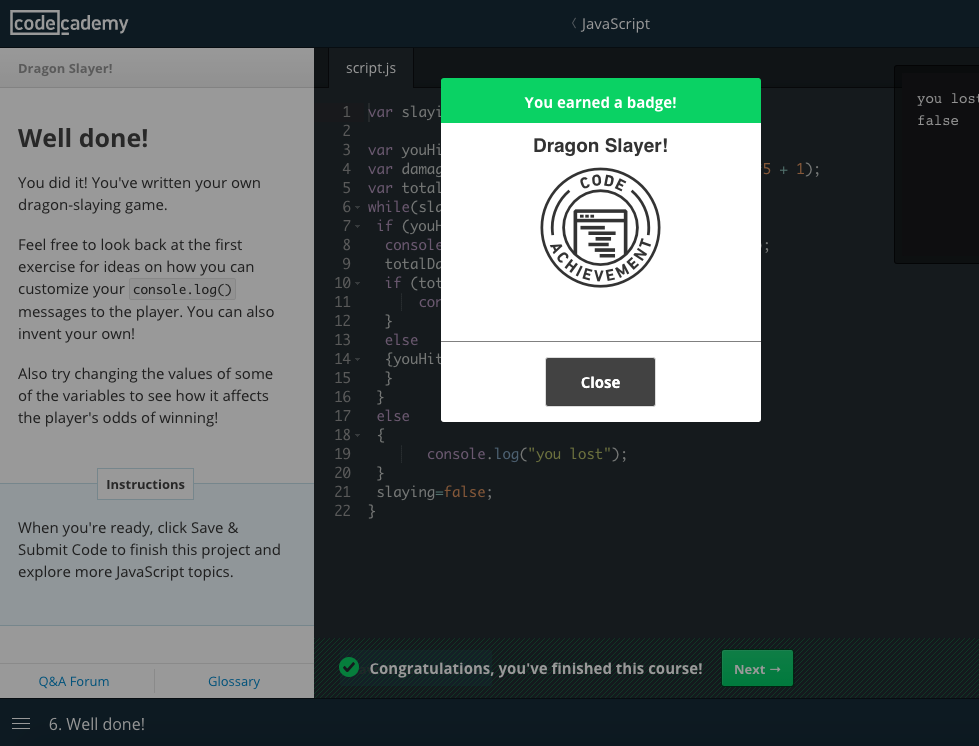 codecademy
〈 JavaScript
Dragon Slayer!
script.js
Well done!
You did it! You've written your own
dragon-slaying game.
Feel free to look back at the first
exercise for ideas on how you can
customize your console.log()
messages to the player. You can also
invent your own!
Also try changing the values of some
of the variables to see how it affects
the player's odds of winning!
Instructions
When you're ready, click Save &
Submit Code to finish this project and
explore more JavaScript topics.
Q&A Forum
Glossary
1 var slayi
2
3 var youHi
4 var damag 5 + 1);
5 var total
6 while(sla
7 if (youH
8 console ;
9 totalDa
10 if (tot
11 con
12 }
13 else
14 {youHit
15 }
16 }
17 else
18 {
19 console.log("you lost");
20 }
21 slaying=false;
22 }
You earned a badge!
Dragon Slayer!
CODE
ACHIEVEMENT
Close
you lost
false
Congratulations, you've finished this course!
Next →
6. Well done!